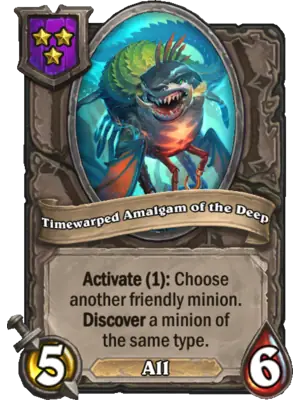 Timewarped Amalgam of the Deep
Activate (1): Choose
another friendly minion.
Discover a minion of
the same type.
5
All
6